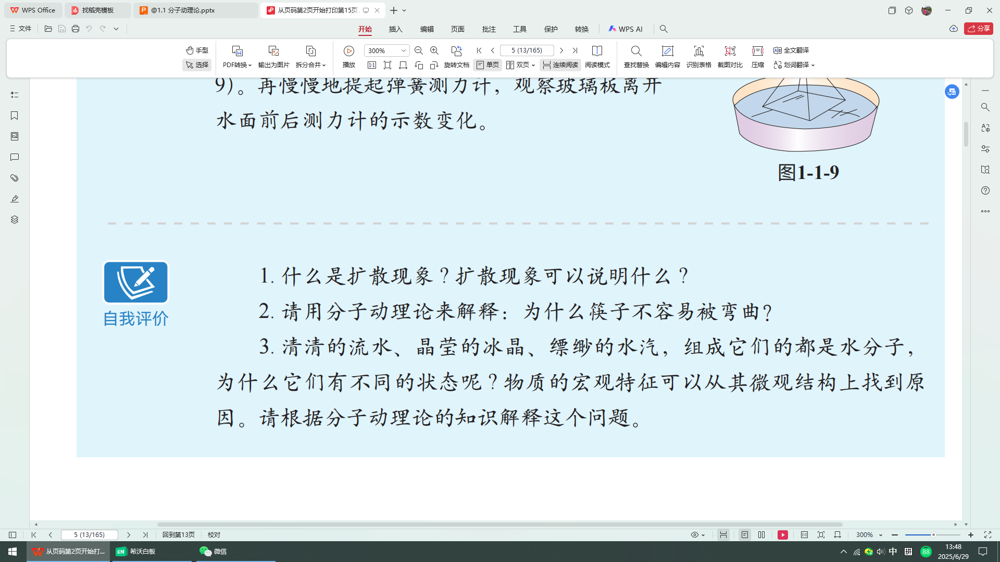 WPS Office
找稻壳模板
@1.1 分子动理论.pptx
从页码第2页开始打印第15页
文件
开始
插入
编辑
页面
批注
工具
保护
转换
WPS AI
分享
手型
选择
PDF转换
输出为图片
拆分合并
播放
300%
5 (13/165)
旋转文档
单页
双页
连续阅读
阅读模式
查找替换
编辑内容
识别表格
截图对比
压缩
全文翻译
划词翻译
9)。再慢慢地提起弹簧测力计，观察玻璃板离开
水面前后测力计的示数变化。
图1-1-9
自我评价
1. 什么是扩散现象？扩散现象可以说明什么？
2. 请用分子动理论来解释：为什么筷子不容易被弯曲？
3. 清清的流水、晶莹的冰晶、缥缈的水汽，组成它们的都是水分子，
为什么它们有不同的状态呢？物质的宏观特征可以从其微观结构上找到原
因。请根据分子动理论的知识解释这个问题。
5 (13/165)
回到第13页
校对
300%
从页码第2页开始打...
EN 希沃白板
微信
中
拼
88
13:48
2025/6/29